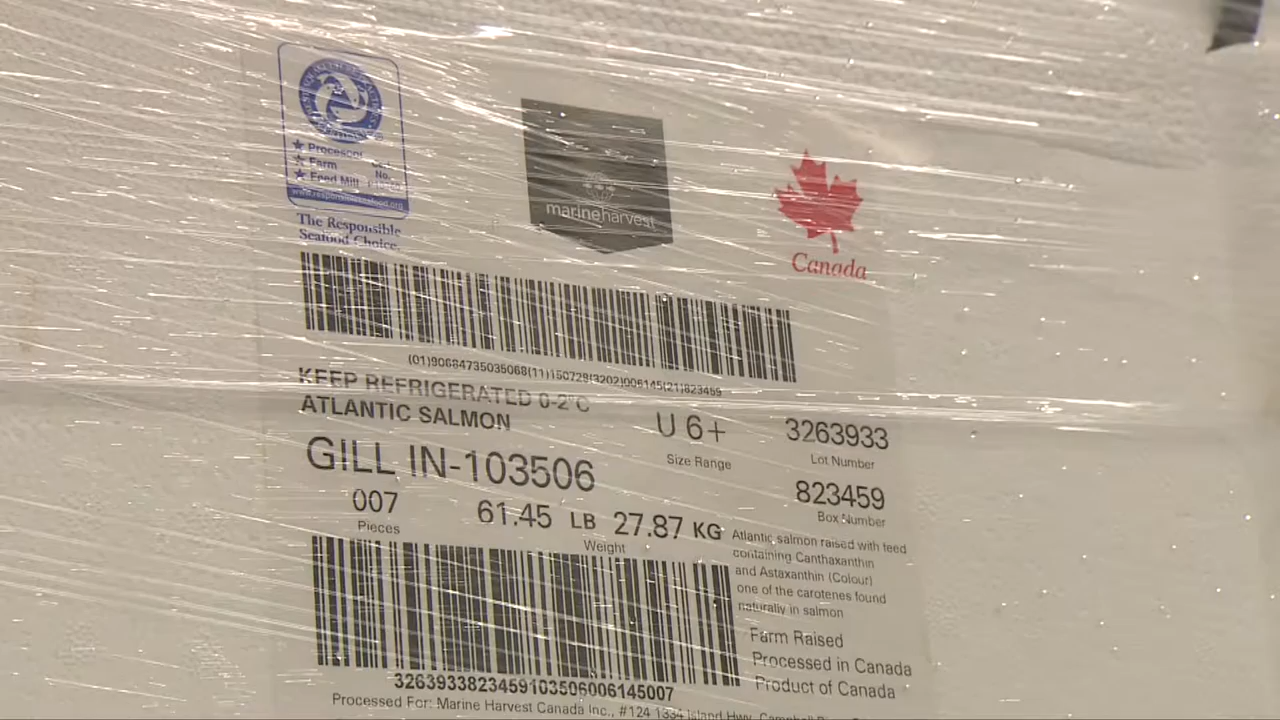 ★ Processor
★ Farm
★ Feed Mill
Cert.
No.
www.responsibleseafood.org
The Responsible
Seafood Choice.
marineharvest
Canada
(01)90684735035068(11)150729(3202)006145(21)823459
KEEP REFRIGERATED 0-2°C
ATLANTIC SALMON
U 6+
Size Range
3263933
Lot Number
GILL IN-103506
823459
Box Number
007
Pieces
61.45 LB 27.87 KG
Weight
Atlantic salmon raised with feed
containing Canthaxanthin
and Astaxanthin (Colour)
one of the carotenes found
naturally in salmon
Farm Raised
Processed in Canada
Product of Canada
3263933823459103506006145007
Processed For: Marine Harvest Canada Inc., #124 1334 Island Hwy, Campbell